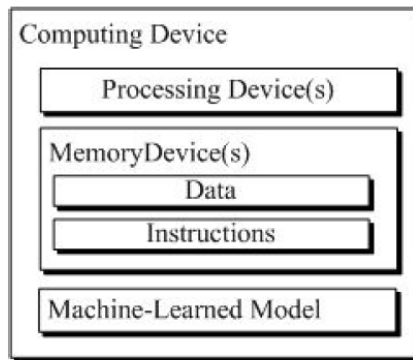 Computing Device
Processing Device(s)
MemoryDevice(s)
Data
Instructions
Machine-Learned Model